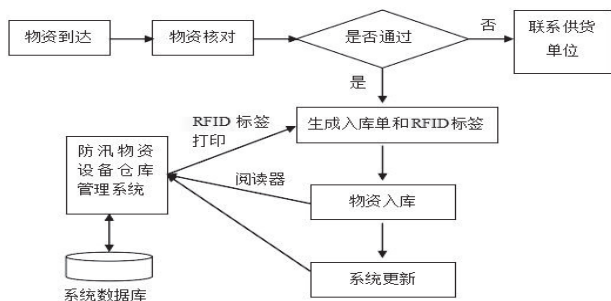 物资到达
物资核对
是否通过
否
联系供货
单位
是
RFID 标签
打印
生成入库单和RFID标签
防汛物资
设备仓库
管理系统
阅读器
物资入库
系统更新
系统数据库